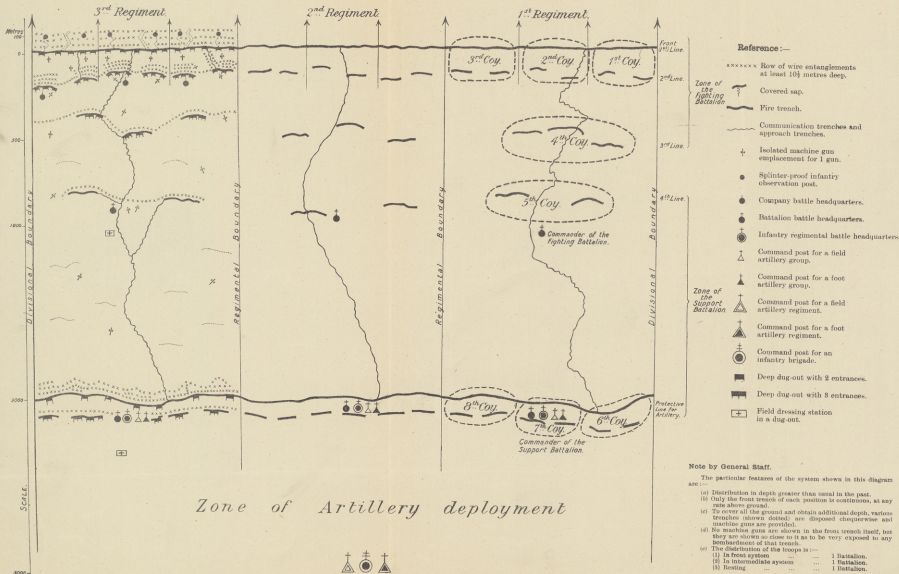 3rd Regiment.
2nd Regiment.
1st Regiment.
Metres
100
0
500
1000
2000
3000
SCALE.
Divisional Boundary
Regimental Boundary
Regimental Boundary
Divisional Boundary
3rd Coy.
2nd Coy.
1st Coy.
4th Coy.
5th Coy.
Commander of the
Fighting Battalion.
8th Coy.
7th Coy.
6th Coy.
Commander of the
Support Battalion.
Front
1st Line.
2nd Line.
3rd Line.
4th Line.
Protective
Line for
Artillery.
Zone of
the
Fighting
Battalion
Zone of
the
Support
Battalion
Zone of Artillery deployment
Reference:—
Row of wire entanglements
at least 10½ metres deep.
Covered sap.
Fire trench.
Communication trenches and
approach trenches.
Isolated machine gun
emplacement for 1 gun.
Splinter-proof infantry
observation post.
Company battle headquarters.
Battalion battle headquarters.
Infantry regimental battle headquarters.
Command post for a field
artillery group.
Command post for a foot
artillery group.
Command post for a field
artillery regiment.
Command post for a foot
artillery regiment.
Command post for an
infantry brigade.
Deep dug-out with 2 entrances.
Deep dug-out with 8 entrances.
Field dressing station
in a dug-out.
Note by General Staff.
The particular features of the system shown in this diagram
are :—
(a) Distribution in depth greater than usual in the past.
(b) Only the front trench of each position is continuous, at any
rate above ground.
(c) To cover all the ground and obtain additional depth, various
trenches (shown dotted) are disposed chequerwise and
machine guns are provided.
(d) No machine guns are shown in the front trench itself, but
they are shown so close to it as to be very exposed to any
bombardment of that trench.
(e) The distribution of the troops is :—
(1) In front system ... ... 1 Battalion.
(2) In intermediate system ... 1 Battalion.
(3) Resting ... ... ... 1 Battalion.